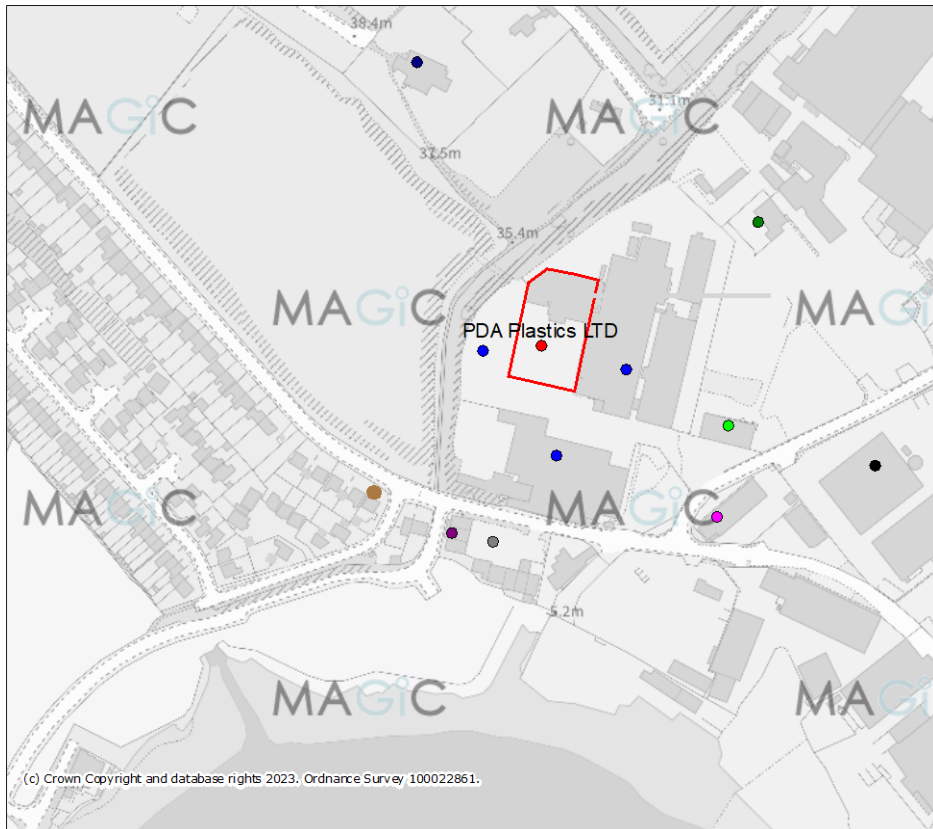 38.4m
MAGiC
MAGiC
31.1m
37.5m
35.4m
MAGiC
MAGiC
PDA Plastics LTD
MAGiC
MAGiC
5.2m
MAGiC
MAGiC
(c) Crown Copyright and database rights 2023. Ordnance Survey 100022861.